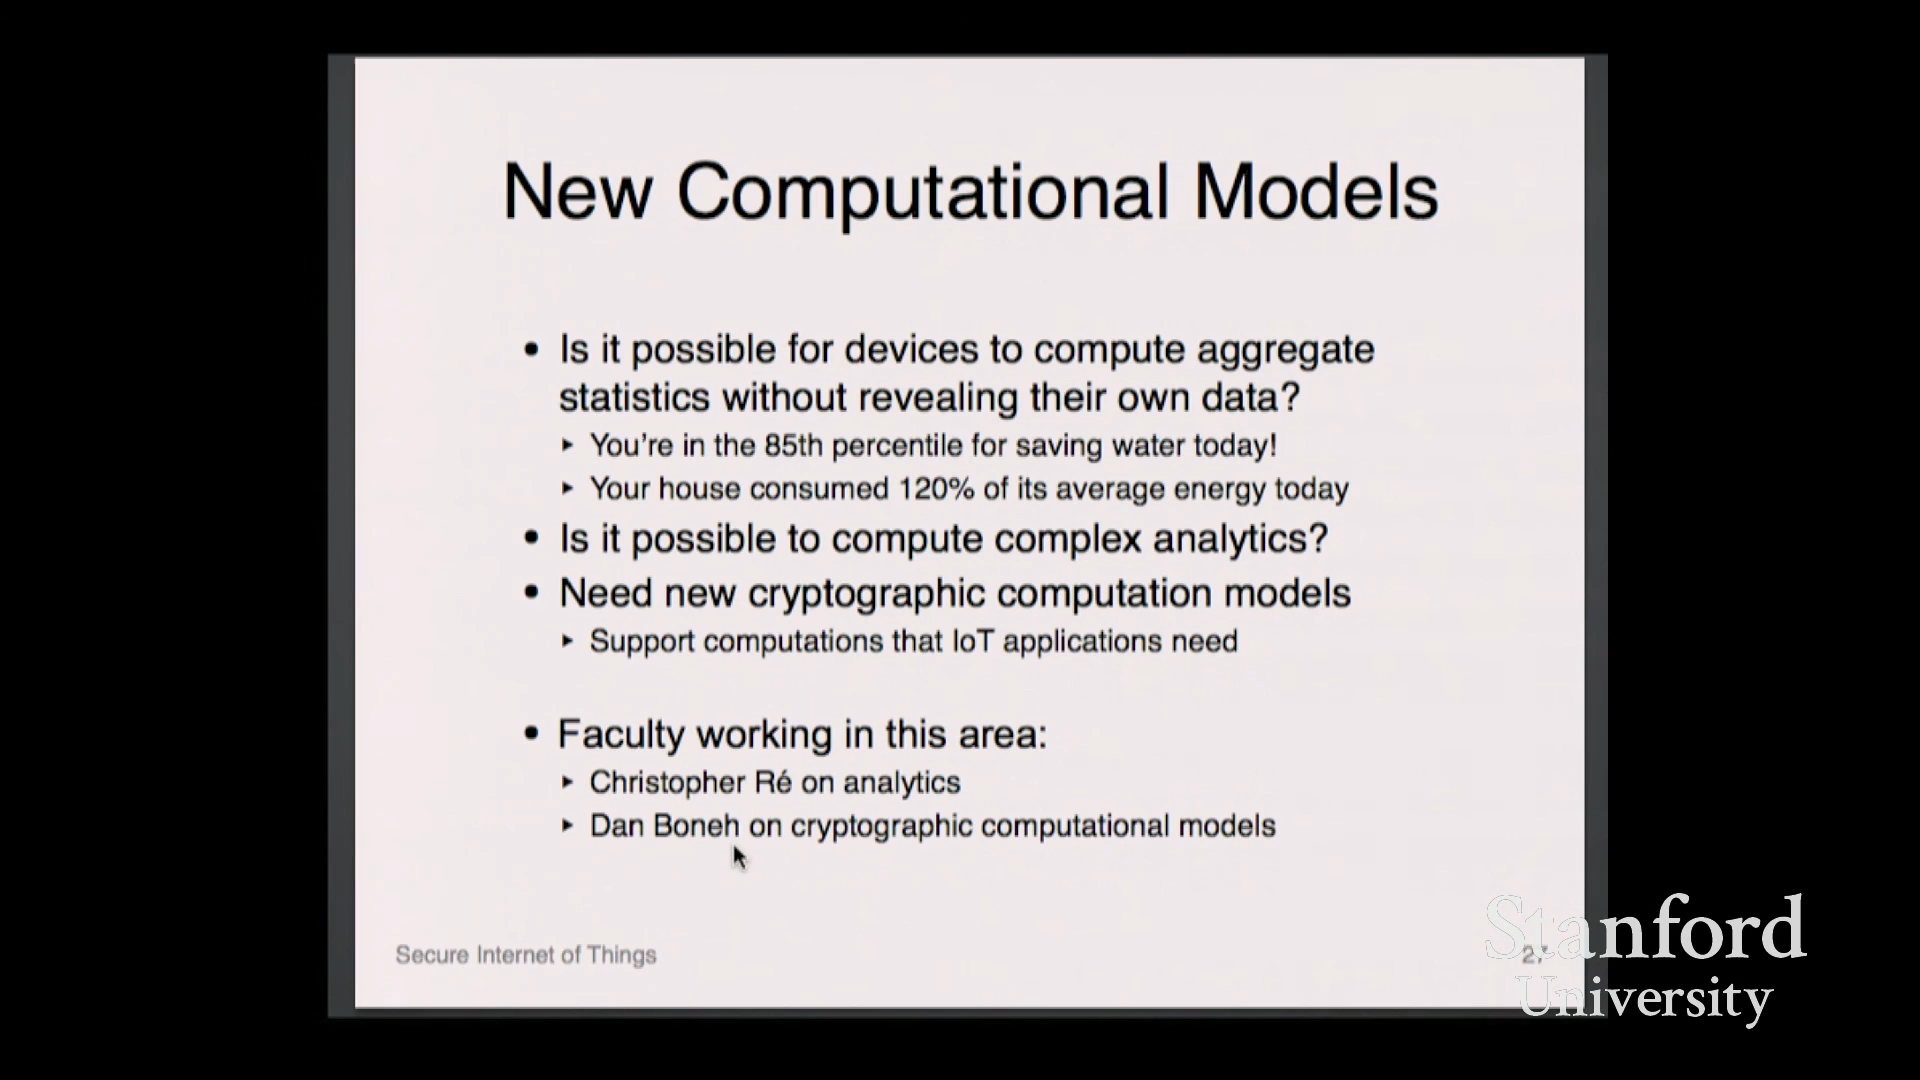 New Computational Models
• Is it possible for devices to compute aggregate
statistics without revealing their own data?
‣ You're in the 85th percentile for saving water today!
‣ Your house consumed 120% of its average energy today
• Is it possible to compute complex analytics?
• Need new cryptographic computation models
‣ Support computations that IoT applications need
• Faculty working in this area:
‣ Christopher Ré on analytics
‣ Dan Boneh on cryptographic computational models
Secure Internet of Things
Stanford
University